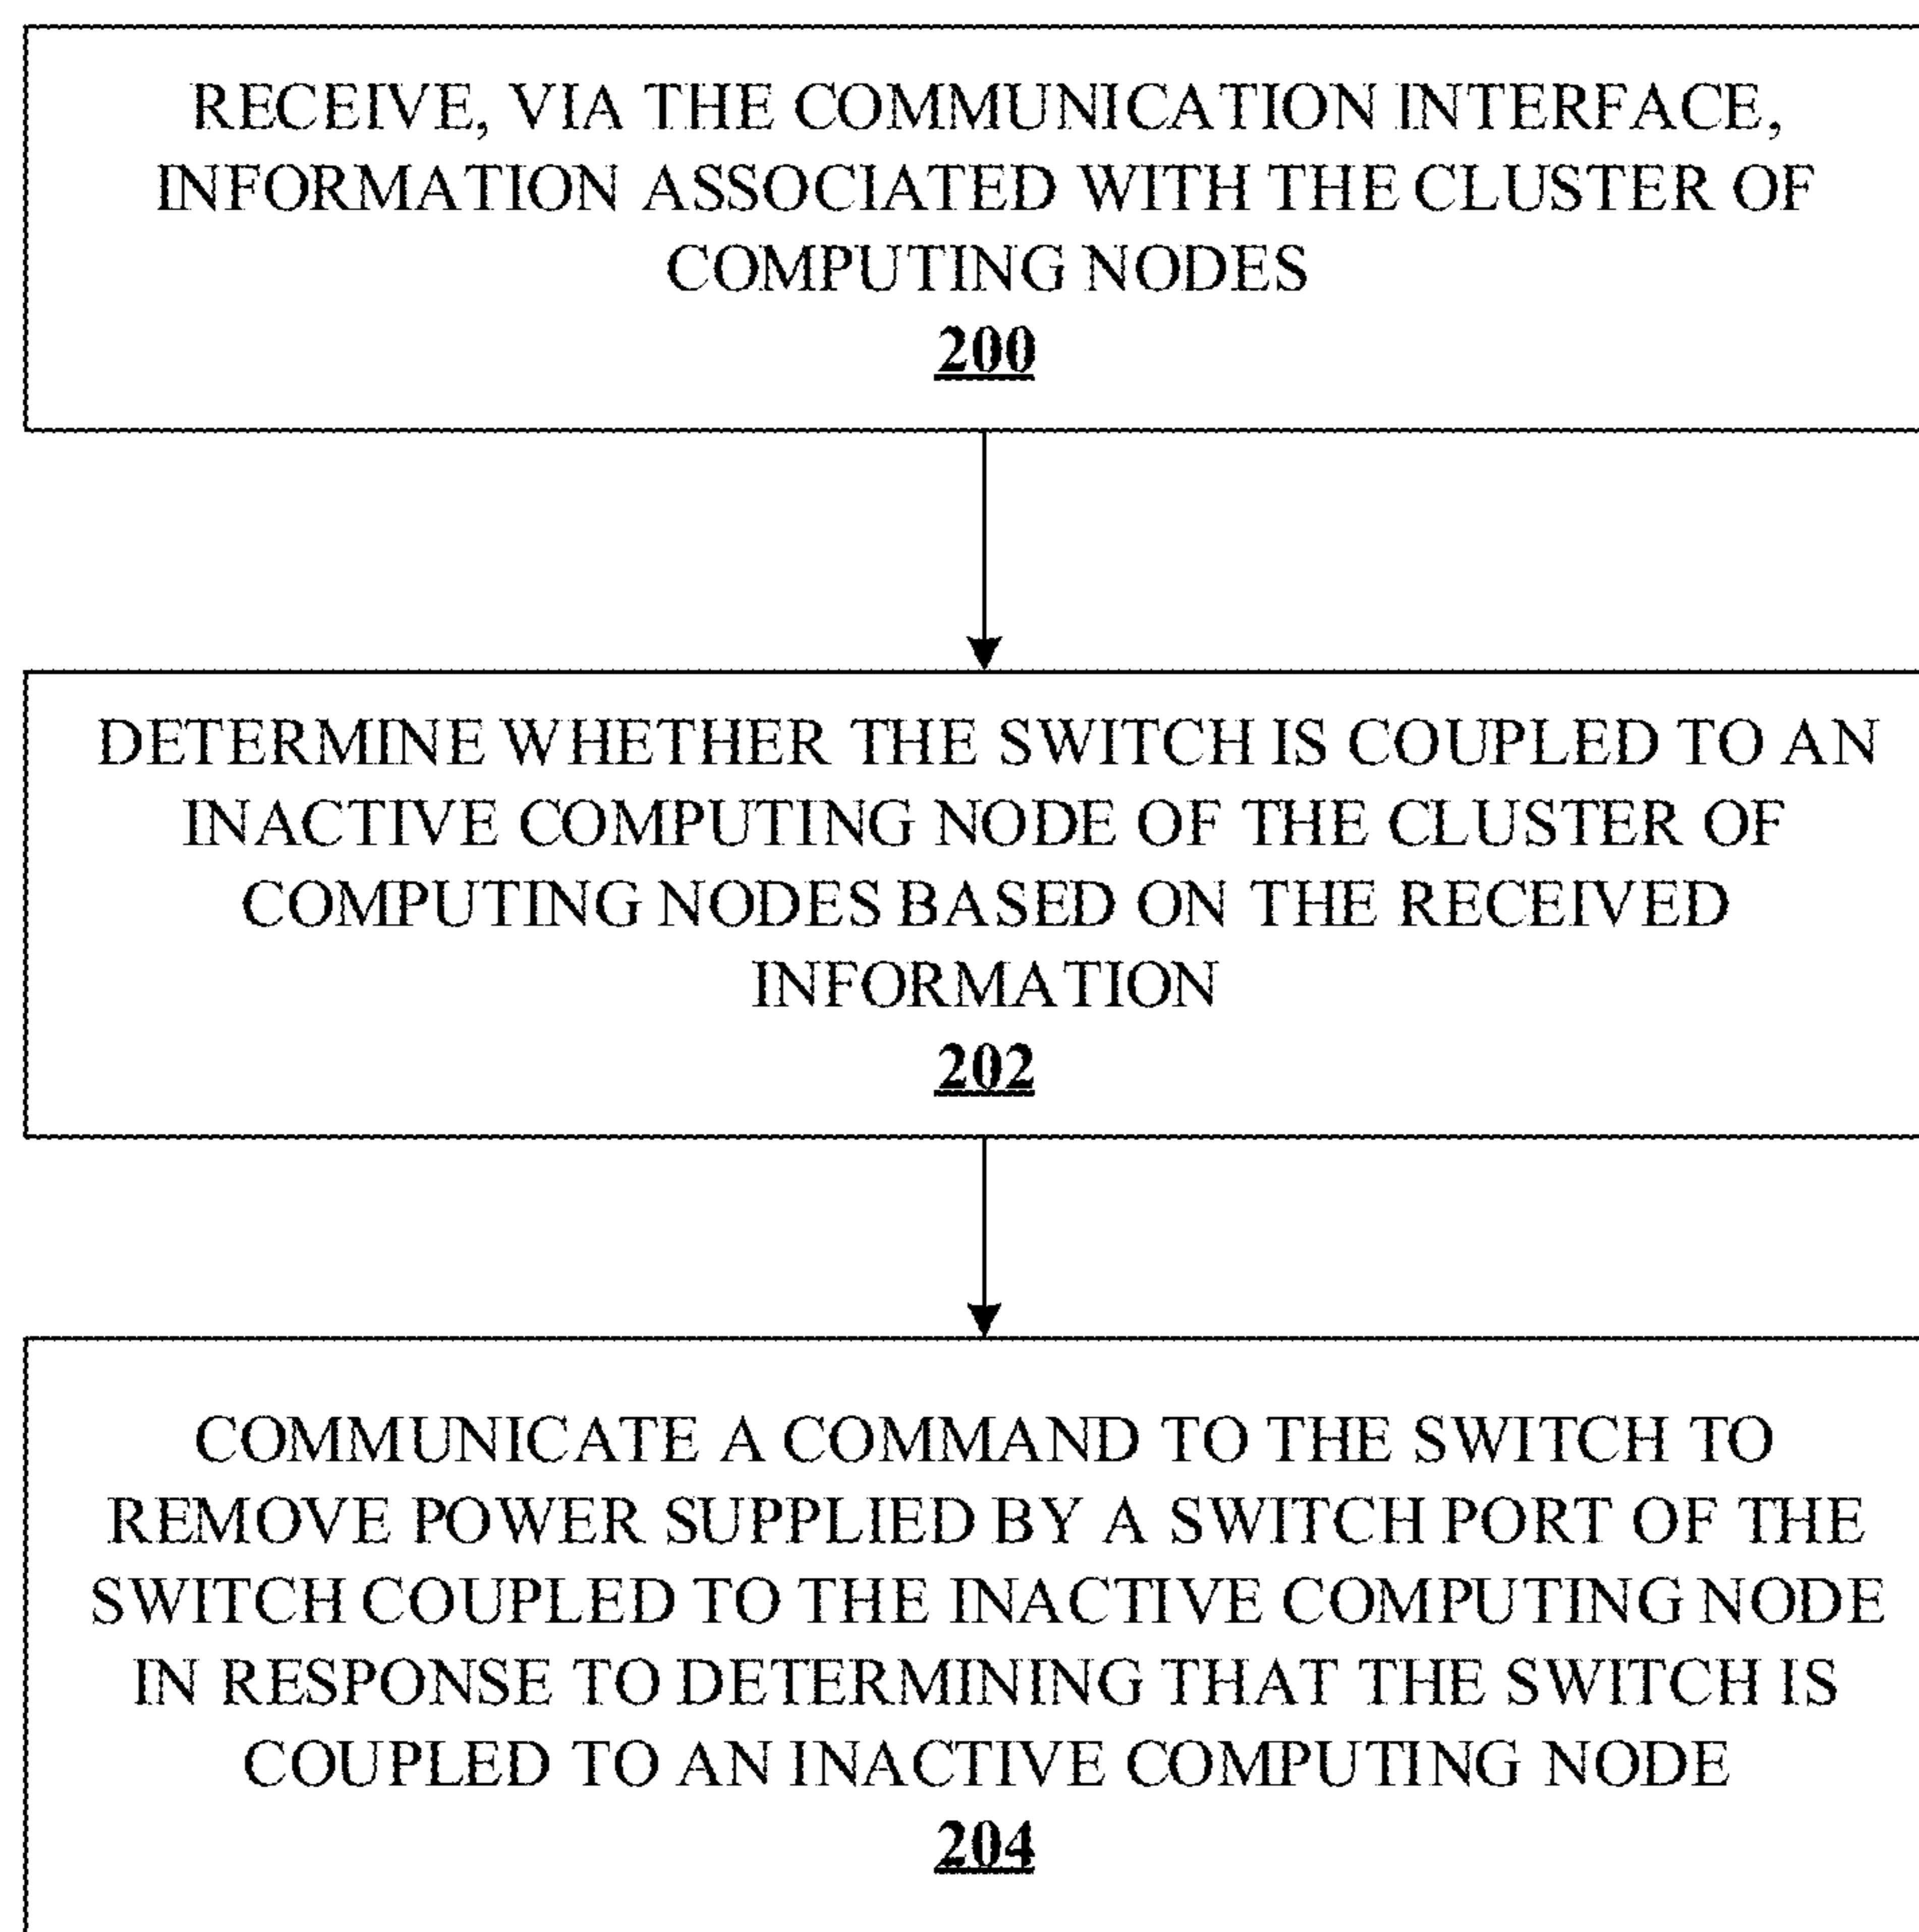 RECEIVE, VIA THE COMMUNICATION INTERFACE,
INFORMATION ASSOCIATED WITH THE CLUSTER OF
COMPUTING NODES
200
DETERMINE WHETHER THE SWITCH IS COUPLED TO AN
INACTIVE COMPUTING NODE OF THE CLUSTER OF
COMPUTING NODES BASED ON THE RECEIVED
INFORMATION
202
COMMUNICATE A COMMAND TO THE SWITCH TO
REMOVE POWER SUPPLIED BY A SWITCH PORT OF THE
SWITCH COUPLED TO THE INACTIVE COMPUTING NODE
IN RESPONSE TO DETERMINING THAT THE SWITCH IS
COUPLED TO AN INACTIVE COMPUTING NODE
204